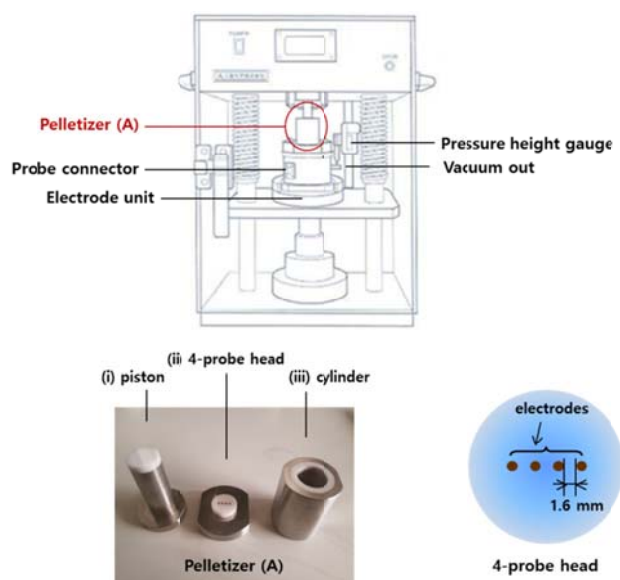 Pelletizer (A)
Pressure height gauge
Probe connector
Vacuum out
Electrode unit
(ii) 4-probe head
(i) piston
(iii) cylinder
electrodes
1.6 mm
Pelletizer (A)
4-probe head